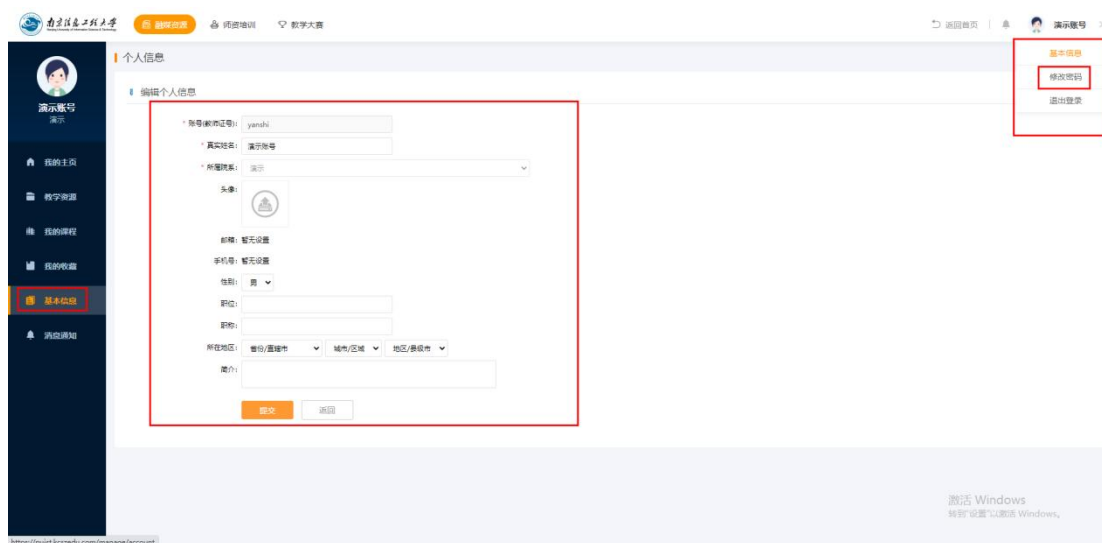 南京信息工程大学
融媒资源
师资培训
教学大赛
返回首页
演示账号
基本信息
修改密码
退出登录
演示账号
演示
我的主页
教学资源
我的课程
我的收藏
基本信息
消息通知
个人信息
编辑个人信息
* 账号(教师证号): yanshi
* 真实姓名: 演示账号
* 所属院系: 演示
头像:
邮箱: 暂无设置
手机号: 暂无设置
性别: 男
职位:
职称:
所在地区: 省份/直辖市 城市/区域 地区/县级市
简介:
提交 返回
激活 Windows
转到"设置"以激活 Windows。
https://nuist.kcszedu.com/manage/account